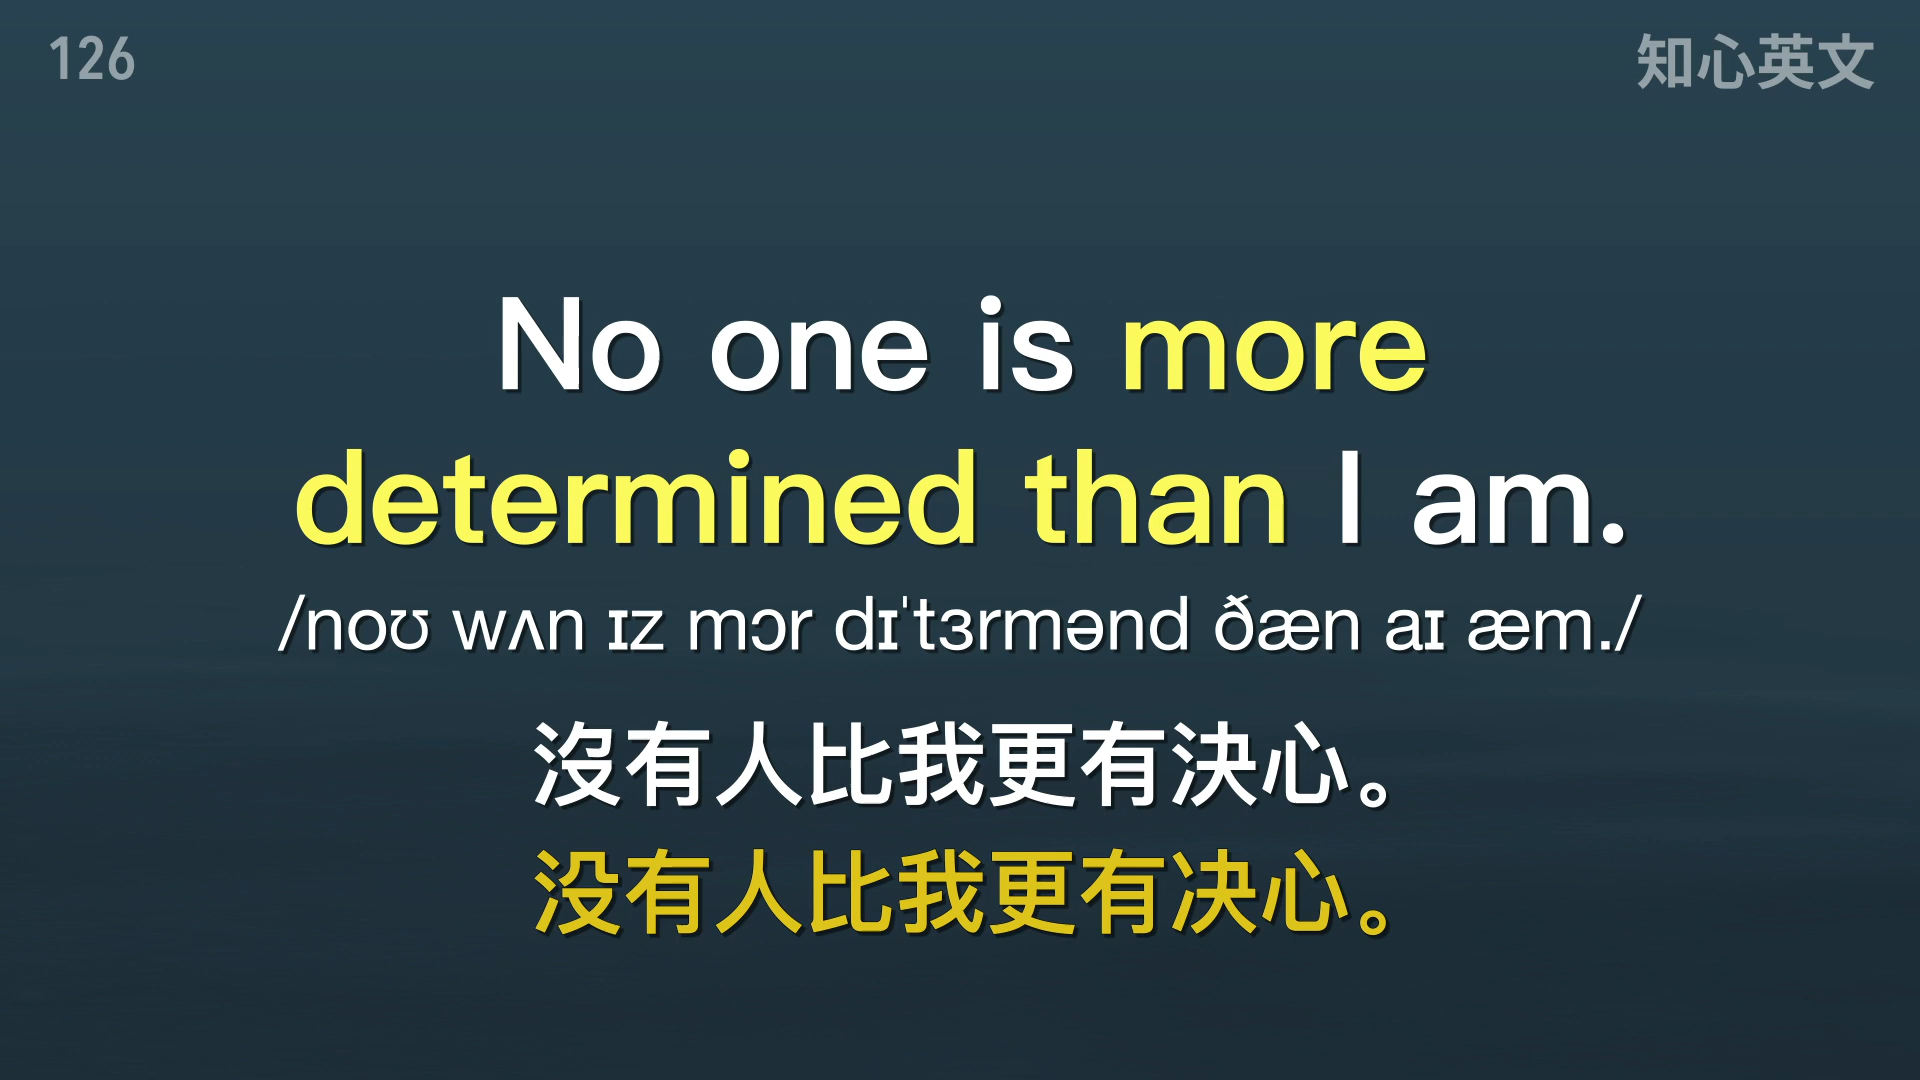 126
知心英文
No one is more
determined than I am.
/noʊ wʌn ɪz mɔr dɪˈtɜrmənd ðæn aɪ æm./
沒有人比我更有決心。
没有人比我更有决心。